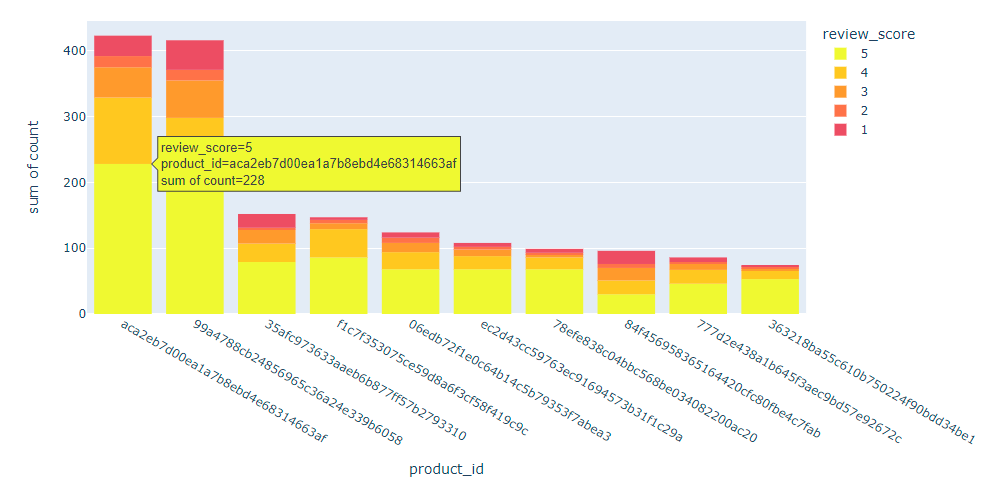 review_score
5
4
3
2
1
sum of count
400
300
200
100
0
review_score=5
product_id=aca2eb7d00ea1a7b8ebd4e68314663af
sum of count=228
aca2eb7d00ea1a7b8ebd4e68314663af
99a4788cb24856965c36a24e339b6058
35afc973633aaeb6b877ff57b2793310
f1c7f353075ce59d8a6f3cf58f419c9c
06edb72f1e0c64b14c5b79353f7abea3
ec2d43cc59763ec91694573b31f1c29a
78efe838c04bbc568be034082200ac20
84f456958365164420cfc80fbe4c7fab
777d2e438a1b645f3aec9bd57e92672c
363218ba55c610b750224f90bdd34be1
product_id